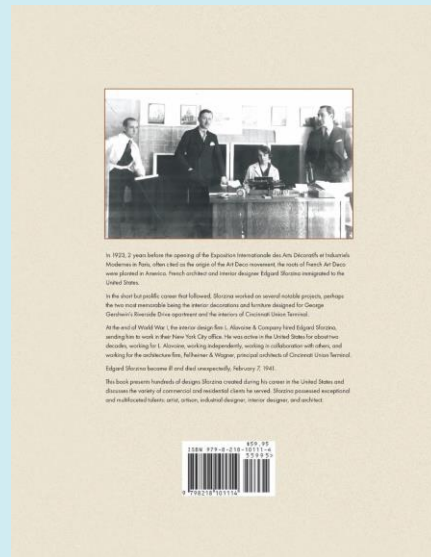 In 1923, 2 years before the opening of the Exposition Internationale des Arts Décoratifs et Industriels
Modernes in Paris, often cited as the origin of the Art Deco movement, the roots of French Art Deco
were planted in America. French architect and interior designer Edgard Sforzina immigrated to the
United States.
In the short but prolific career that followed, Sforzina worked on several notable projects, perhaps
the two most memorable being the interior decorations and furniture designed for George
Gershwin's Riverside Drive apartment and the interiors of Cincinnati Union Terminal.
At the end of World War I, the interior design firm L. Alavoine & Company hired Edgard Sforzina,
sending him to work in their New York City office. He was active in the United States for about two
decades, working for L. Alavoine, working independently, working in collaboration with others, and
working for the architecture firm, Fellheimer & Wagner, principal architects of Cincinnati Union Terminal.
Edgard Sforzina became ill and died unexpectedly, February 7, 1941.
This book presents hundreds of designs Sforzina created during his career in the United States and
discusses the variety of commercial and residential clients he served. Sforzina possessed exceptional
and multifaceted talents: artist, artisan, industrial designer, interior designer, and architect.
$59.95
ISBN 979-8-218-10111-4
55995>
9 798218 101114